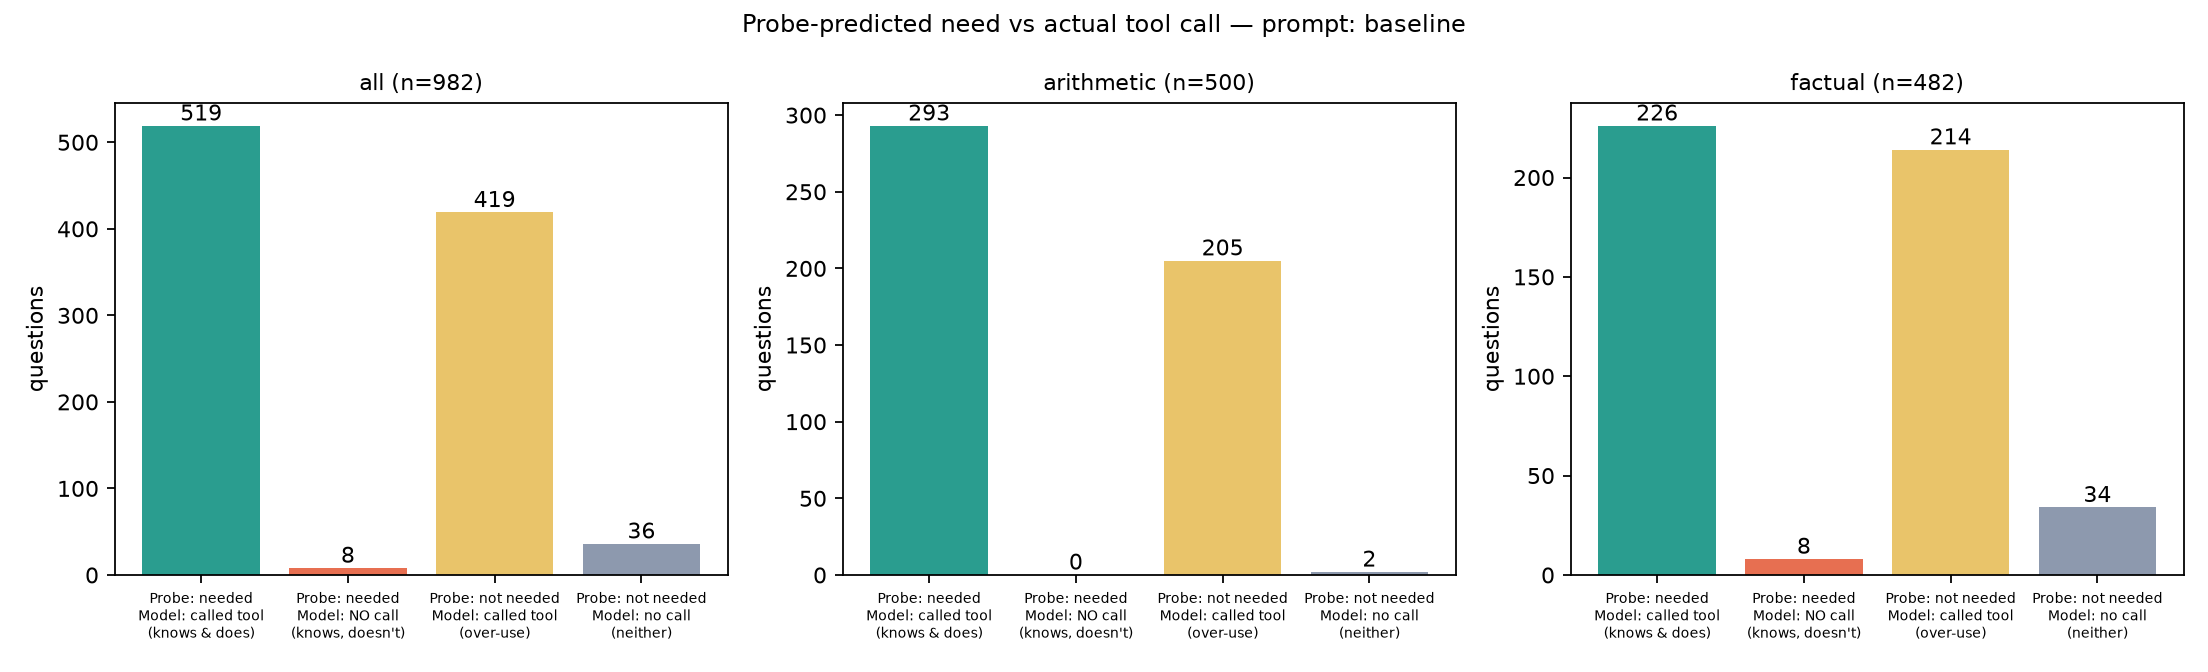 Probe-predicted need vs actual tool call — prompt: baseline
all (n=982)
questions
500
400
300
200
100
0
519
8
419
36
Probe: needed
Model: called tool
(knows & does)
Probe: needed
Model: NO call
(knows, doesn't)
Probe: not needed
Model: called tool
(over-use)
Probe: not needed
Model: no call
(neither)
arithmetic (n=500)
questions
300
250
200
150
100
50
0
293
0
205
2
Probe: needed
Model: called tool
(knows & does)
Probe: needed
Model: NO call
(knows, doesn't)
Probe: not needed
Model: called tool
(over-use)
Probe: not needed
Model: no call
(neither)
factual (n=482)
questions
200
150
100
50
0
226
8
214
34
Probe: needed
Model: called tool
(knows & does)
Probe: needed
Model: NO call
(knows, doesn't)
Probe: not needed
Model: called tool
(over-use)
Probe: not needed
Model: no call
(neither)